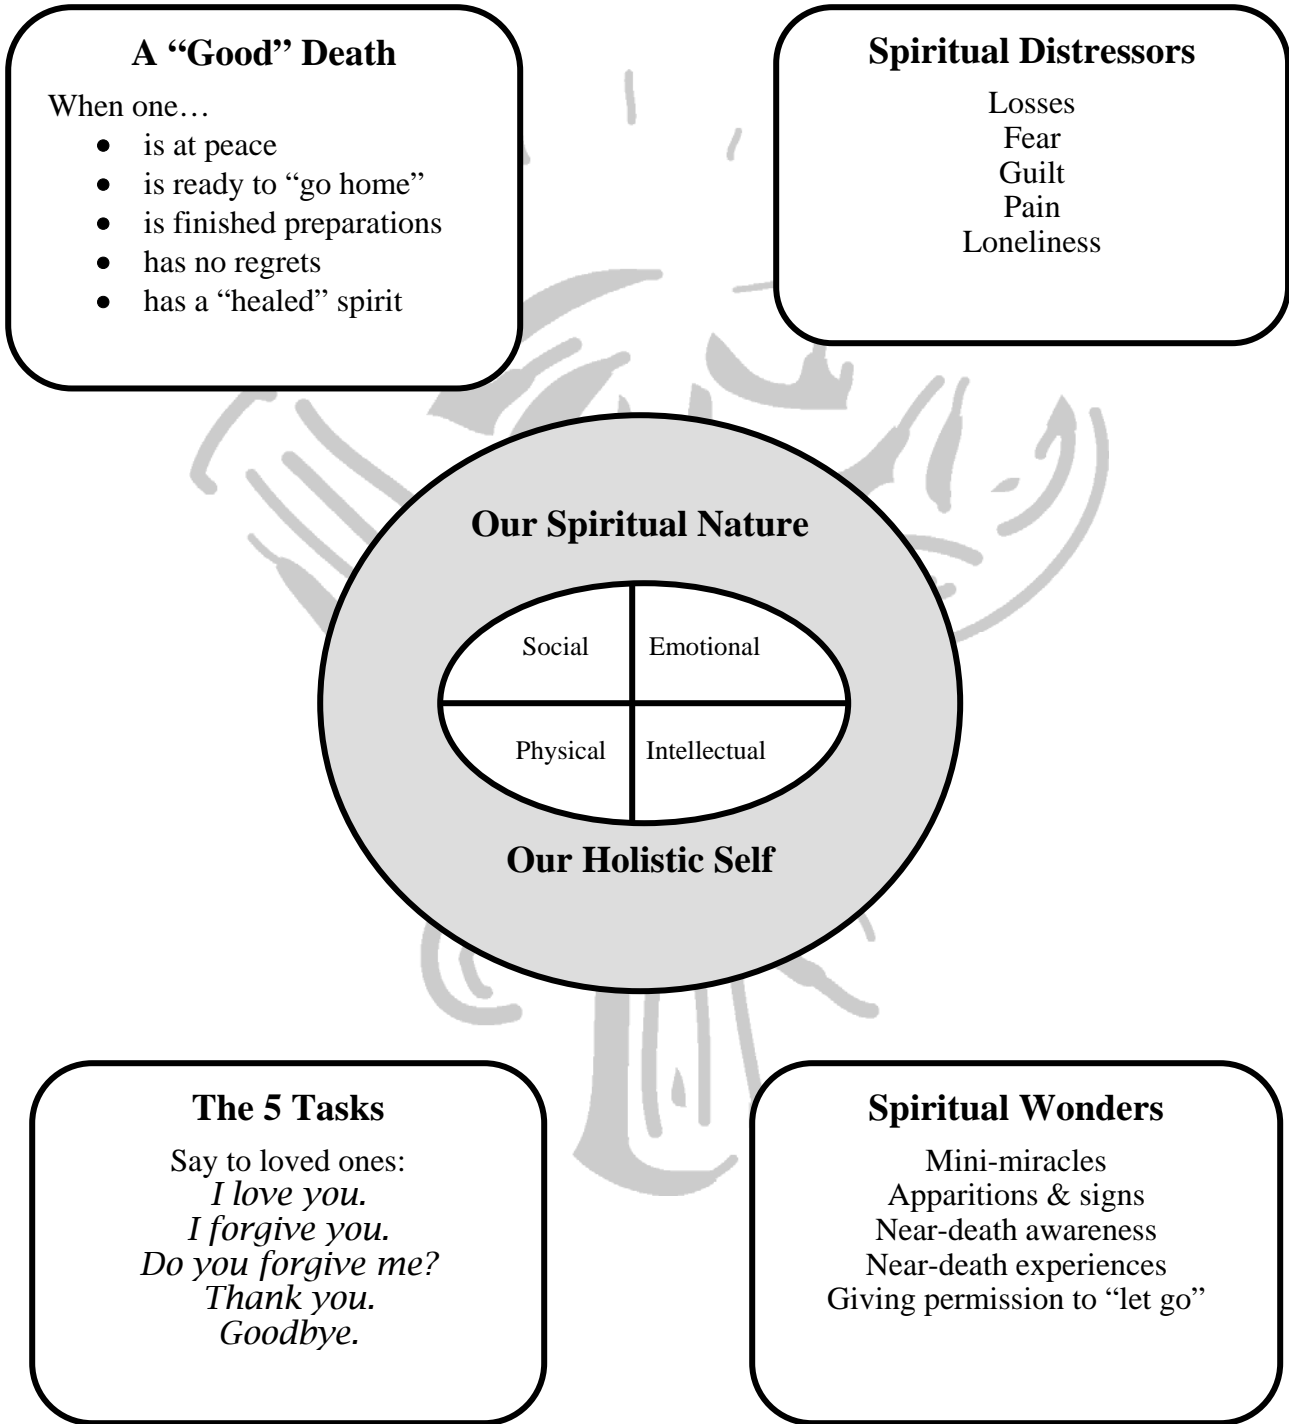 A “Good” Death
When one…
• is at peace
• is ready to “go home”
• is finished preparations
• has no regrets
• has a “healed” spirit
Spiritual Distressors
Losses
Fear
Guilt
Pain
Loneliness
Our Spiritual Nature
Social
Emotional
Physical
Intellectual
Our Holistic Self
The 5 Tasks
Say to loved ones:
I love you.
I forgive you.
Do you forgive me?
Thank you.
Goodbye.
Spiritual Wonders
Mini-miracles
Apparitions & signs
Near-death awareness
Near-death experiences
Giving permission to “let go”